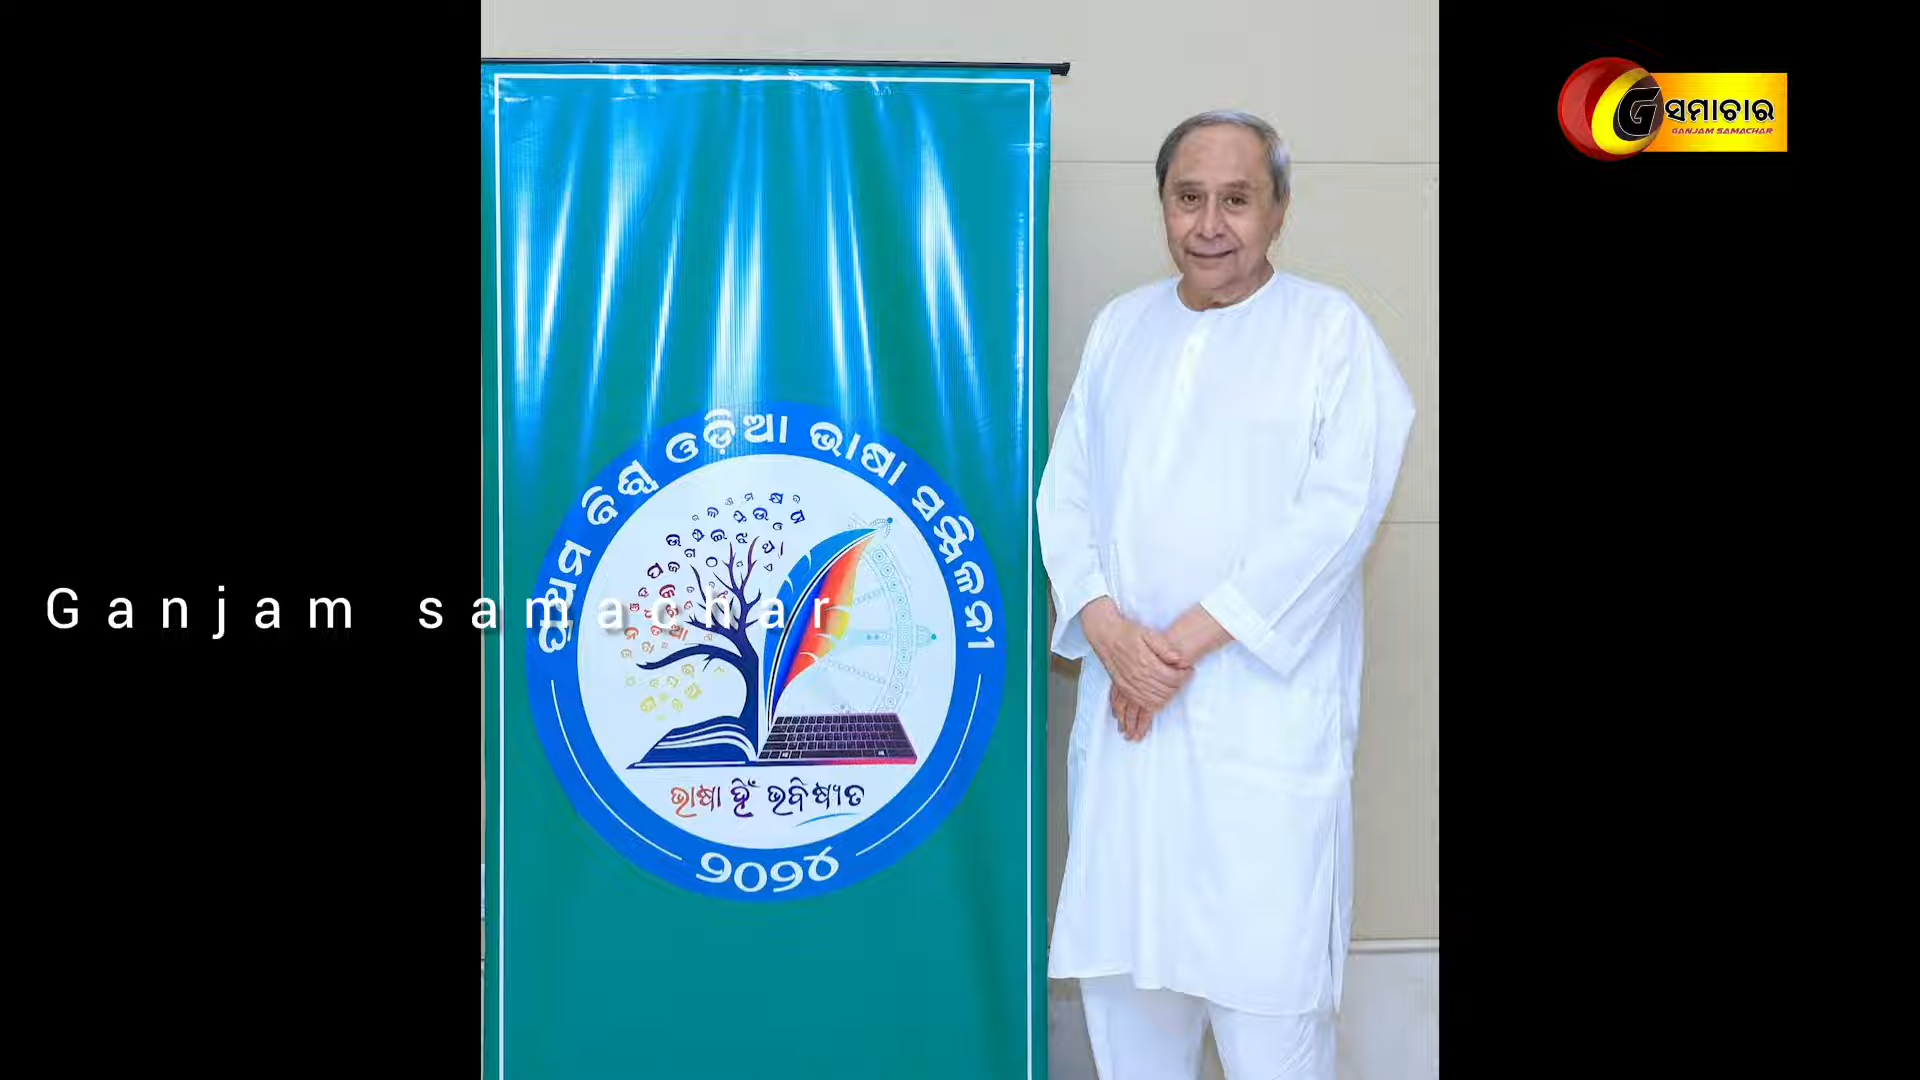 ସମାଚାର
GANJAM SAMACHAR
ପ୍ରଥମ ବିଶ୍ୱ ଓଡ଼ିଆ ଭାଷା ସମ୍ମିଳନୀ
Ganjam samachar
ଭାଷା ହିଁ ଭବିଷ୍ୟତ
୨୦୨୪